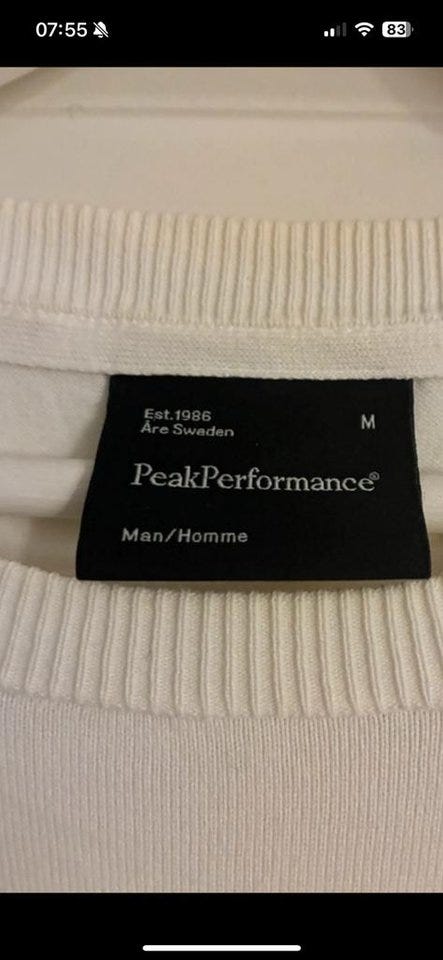 07:55
83
Est.1986
Åre Sweden
M
PeakPerformance®
Man/Homme